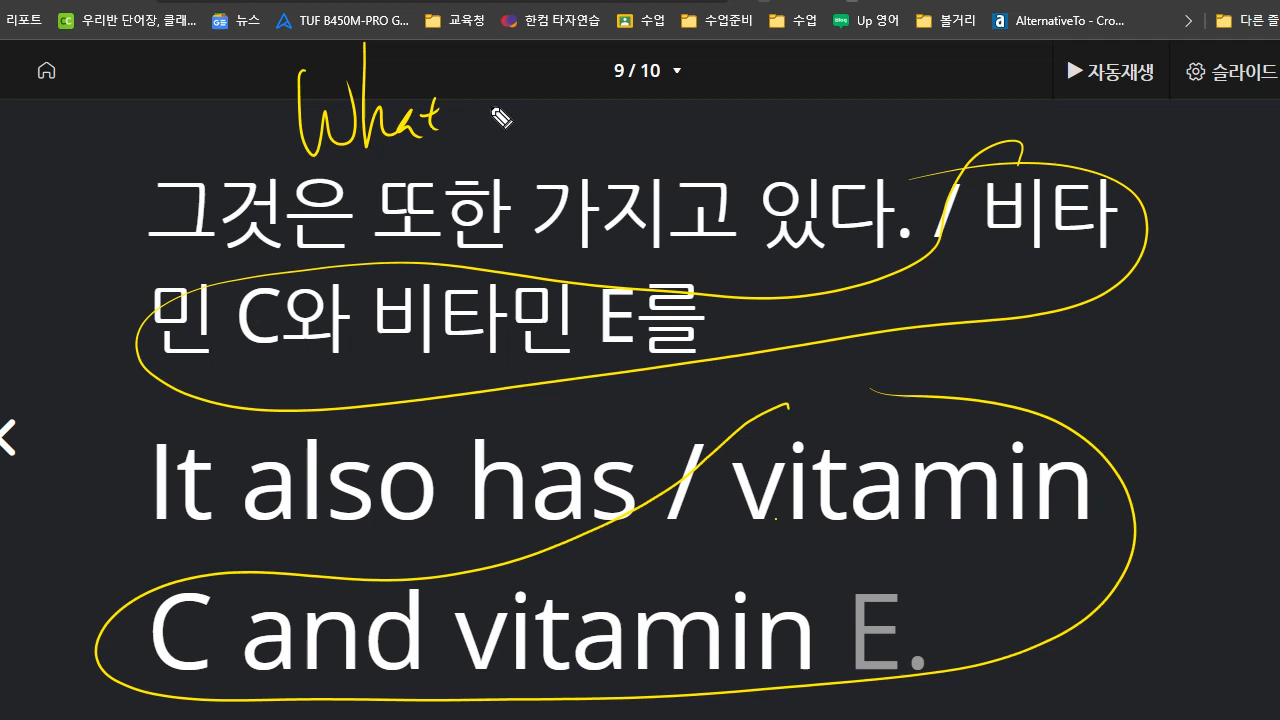 리포트 우리반 단어장, 클래... 뉴스 TUF B450M-PRO G... 교육청 한컴 타자연습 수업 수업준비 수업 Up 영어 볼거리 AlternativeTo - Cro... 다른 즐
9 / 10 자동재생 슬라이드
What
그것은 또한 가지고 있다. / 비타
민 C와 비타민 E를
It also has / vitamin
C and vitamin E.